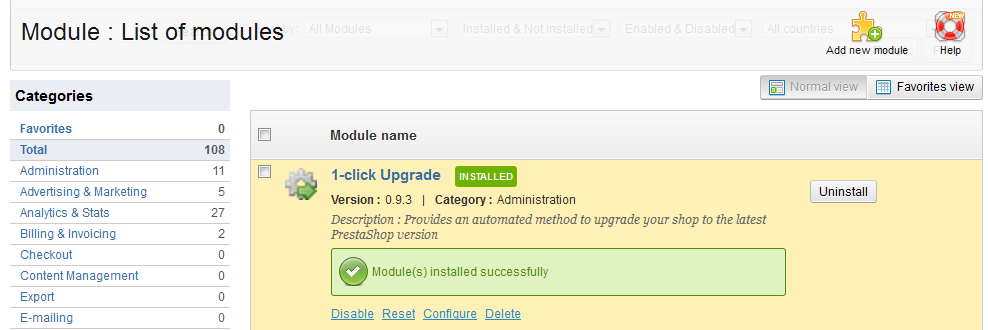 Module : List of modules
by: All Modules Installed & Not Installed Enabled & Disabled All countries
Add new module Help
Normal view Favorites view
Categories
Favorites 0
Total 108
Administration 11
Advertising & Marketing 5
Analytics & Stats 27
Billing & Invoicing 2
Checkout 0
Content Management 0
Export 0
E-mailing 0
Module name
1-click Upgrade INSTALLED
Uninstall
Version : 0.9.3 | Category : Administration
Description : Provides an automated method to upgrade your shop to the latest
PrestaShop version
Module(s) installed successfully
Disable Reset Configure Delete